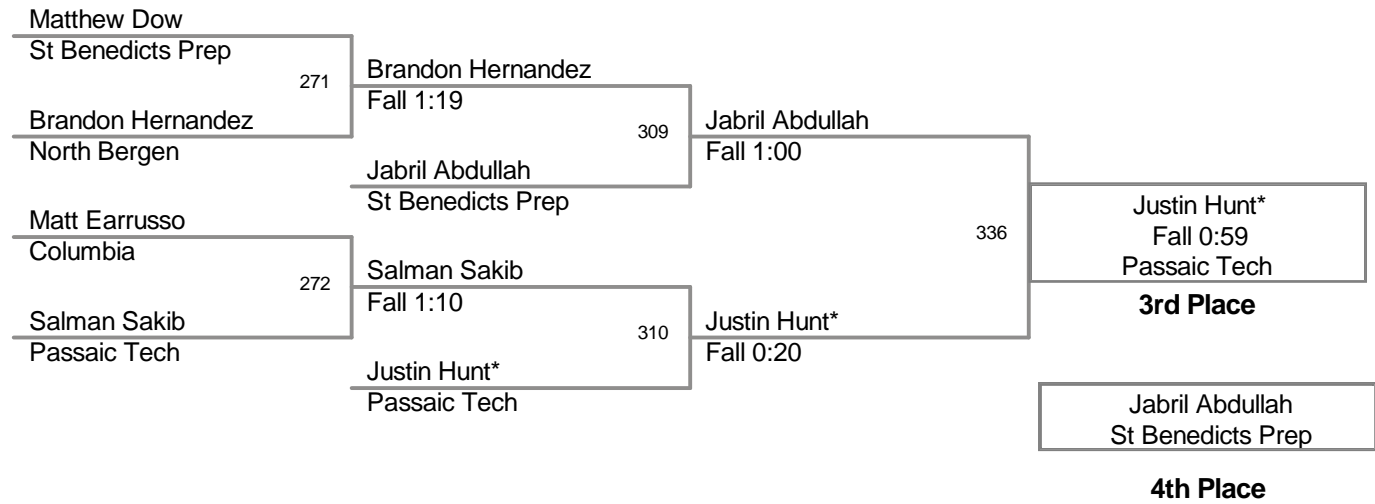 Matthew Dow
St Benedicts Prep
271
Brandon Hernandez
North Bergen
Brandon Hernandez
Fall 1:19
309
Jabril Abdullah
St Benedicts Prep
Jabril Abdullah
Fall 1:00
Matt Earrusso
Columbia
272
Salman Sakib
Passaic Tech
Salman Sakib
Fall 1:10
310
Justin Hunt*
Passaic Tech
Justin Hunt*
Fall 0:20
336
Justin Hunt*
Fall 0:59
Passaic Tech
3rd Place
Jabril Abdullah
St Benedicts Prep
4th Place